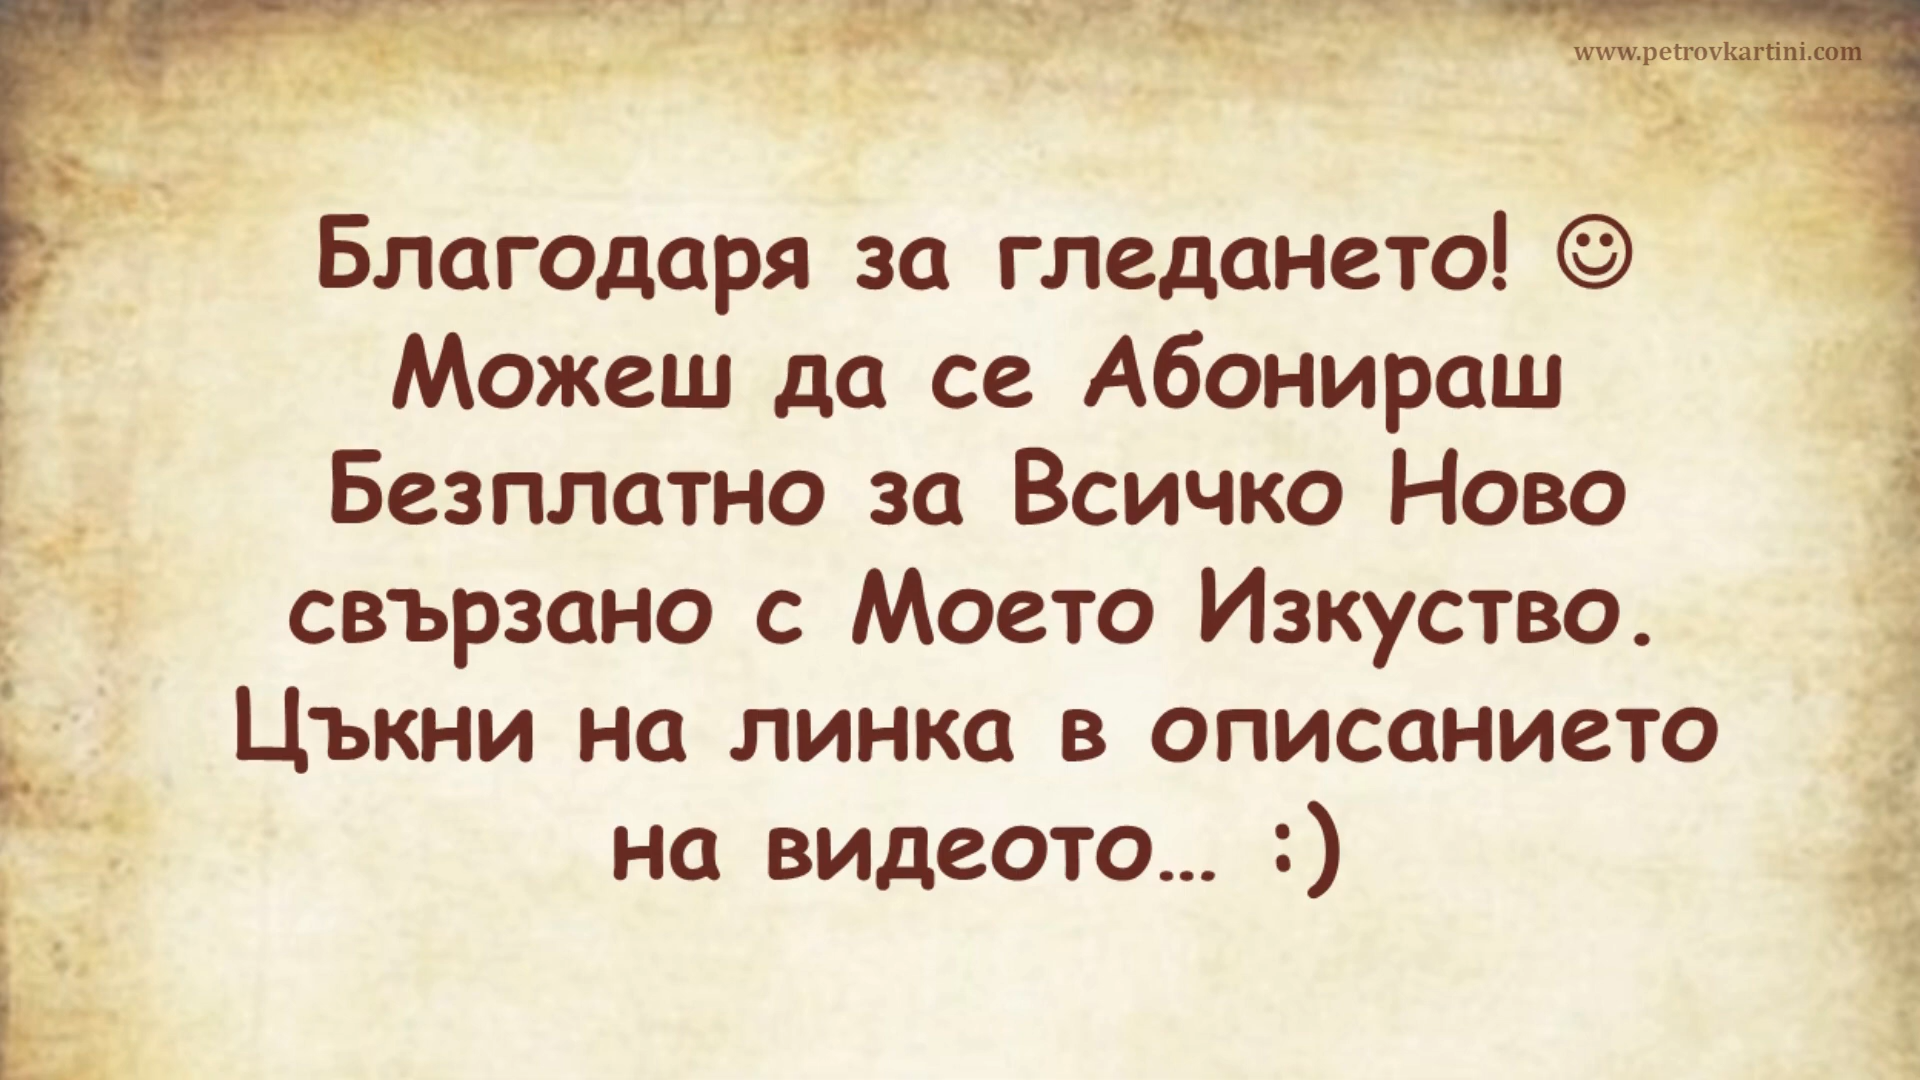 www.petrovkartini.com
Благодаря за гледането! ☺
Можеш да се Абонираш
Безплатно за Всичко Ново
свързано с Моето Изкуство.
Цъкни на линка в описанието
на видеото... :)